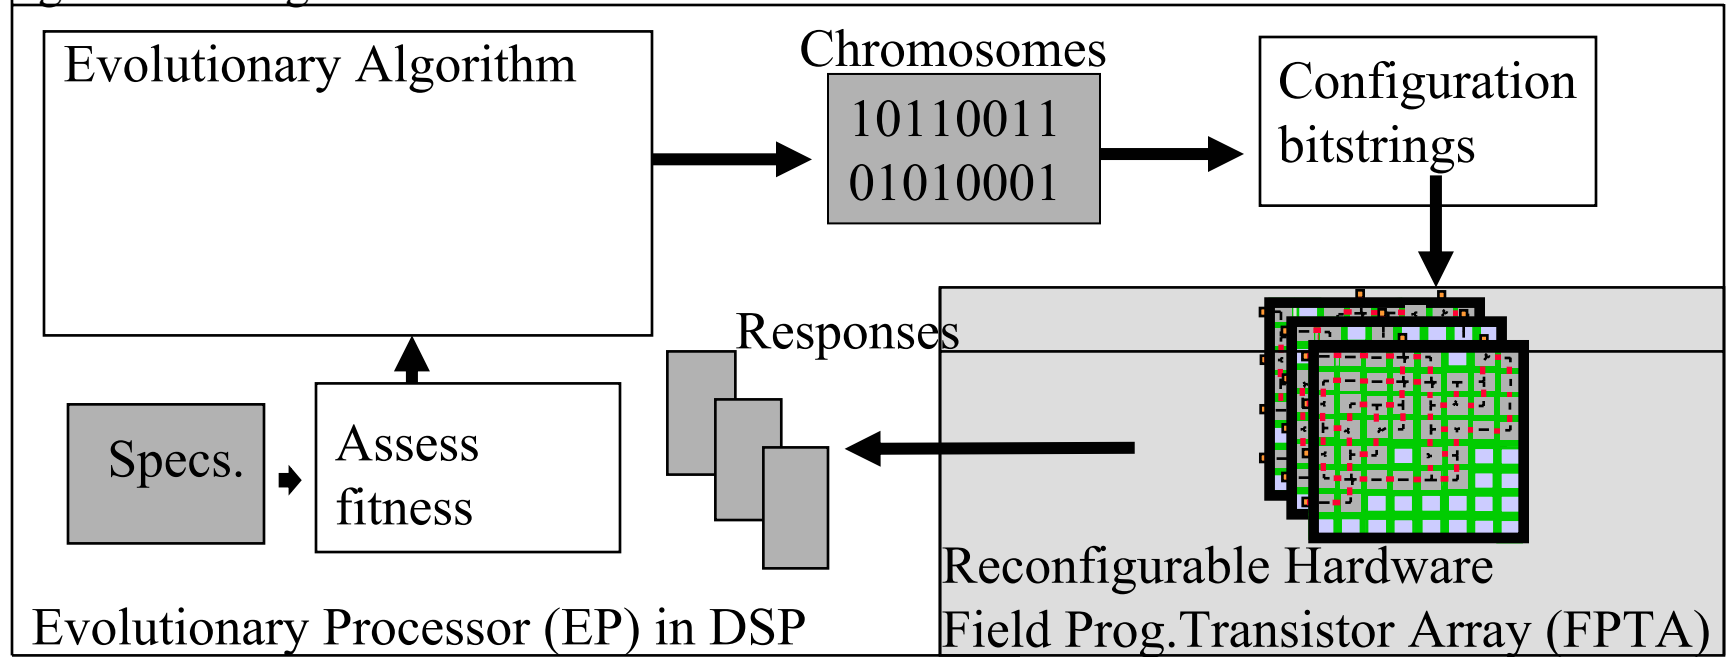 Evolutionary Algorithm
Chromosomes
10110011
01010001
Configuration
bitstrings
Responses
Specs.
Assess
fitness
Reconfigurable Hardware
Field Prog.Transistor Array (FPTA)
Evolutionary Processor (EP) in DSP